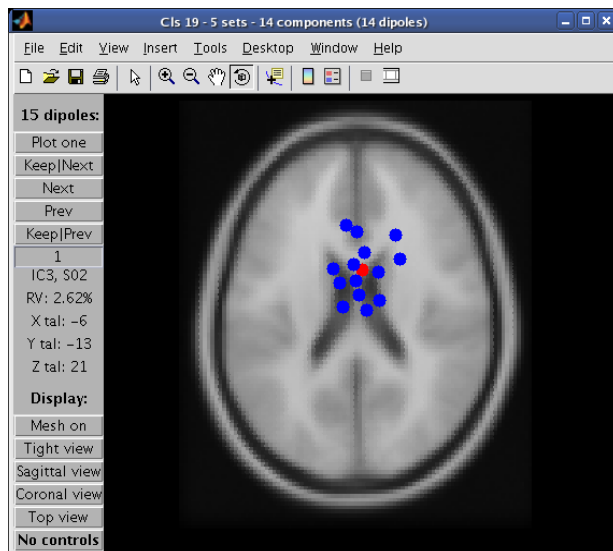 Cls 19 - 5 sets - 14 components (14 dipoles)
File Edit View Insert Tools Desktop Window Help
15 dipoles:
Plot one
Keep|Next
Next
Prev
Keep|Prev
1
IC3, S02
RV: 2.62%
X tal: -6
Y tal: -13
Z tal: 21
Display:
Mesh on
Tight view
Sagittal view
Coronal view
Top view
No controls